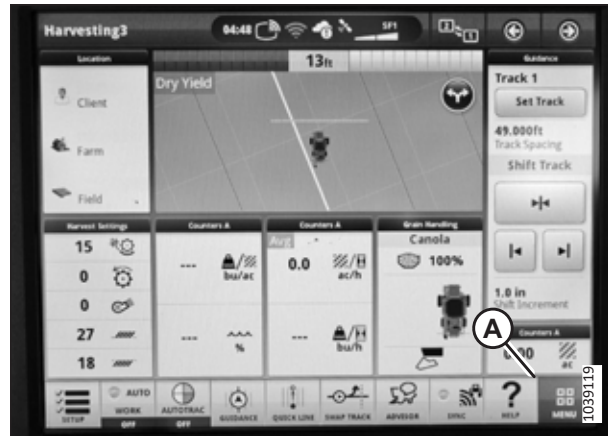 Harvesting3
04:48
SF1
2
1
Location
Client
Farm
Field
13ft
Dry Yield
Guidance
Track 1
Set Track
49.000ft
Track Spacing
Shift Track
1.0 in
Shift Increment
Harvest Settings
15
0
0
27
18
Counters A
---
bu/ac
---
%
Counters A
Avg
0.0
ac/h
---
bu/h
Grain Handling
Canola
100%
Counters A
ac
A
SETUP
AUTO
WORK
OFF
AUTOTRAC
OFF
GUIDANCE
QUICK LINE
SWAP TRACK
ADVISOR
SYNC
?
HELP
MENU
1039119